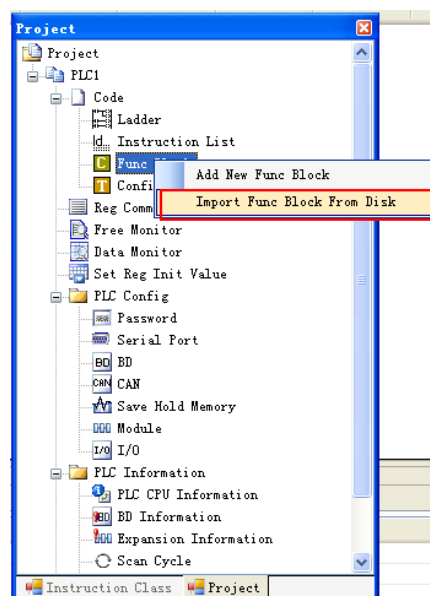 Project
Project
PLC1
Code
Ladder
Instruction List
Func
Add New Func Block
Confi
Import Func Block From Disk
Reg Comm
Free Monitor
Data Monitor
Set Reg Init Value
PLC Config
Password
Serial Port
BD BD
CAN CAN
Save Hold Memory
Module
I/O I/O
PLC Information
PLC CPU Information
BD BD Information
Expansion Information
Scan Cycle
Instruction Class Project